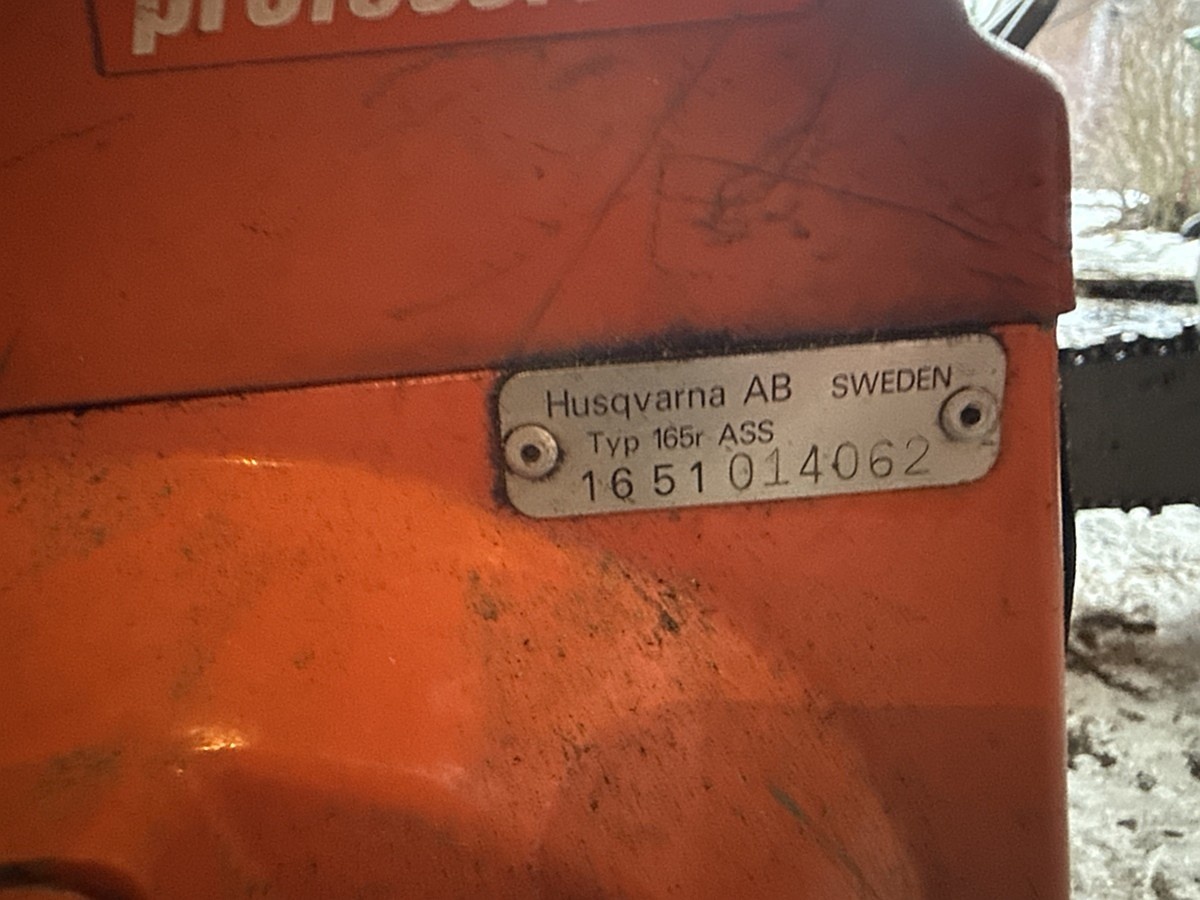 Husqvarna AB SWEDEN
Typ 165r ASS
1651014062